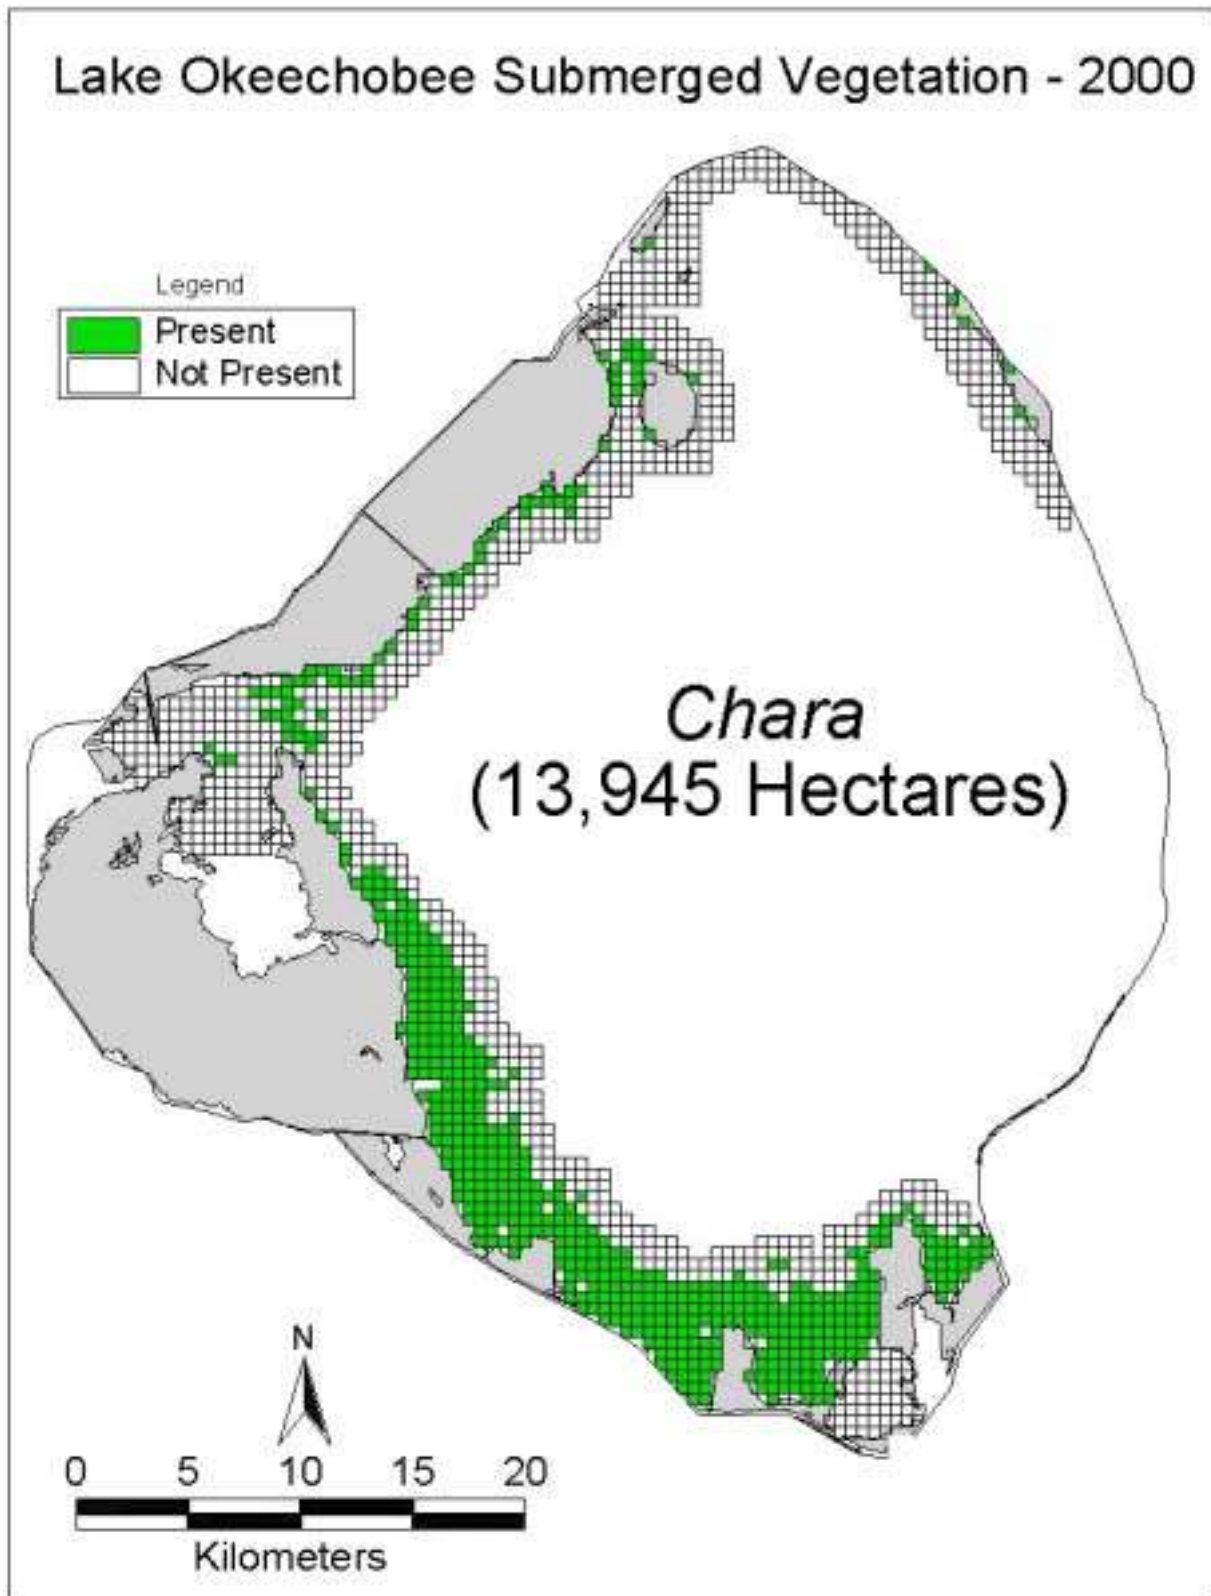 Lake Okeechobee Submerged Vegetation - 2000
Legend
Present
Not Present
Chara
(13,945 Hectares)
N
0 5 10 15 20
Kilometers